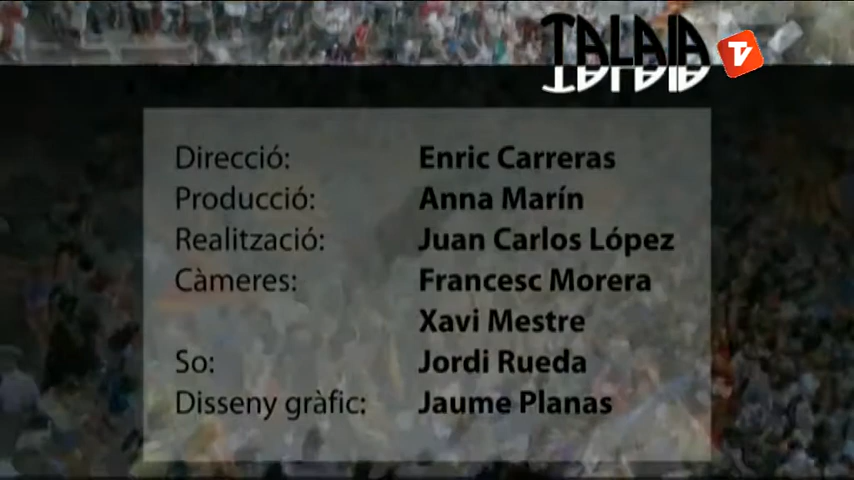 TALAIA
Direcció: Enric Carreras
Producció: Anna Marín
Realització: Juan Carlos López
Càmeres: Francesc Morera
Xavi Mestre
So: Jordi Rueda
Disseny gràfic: Jaume Planas